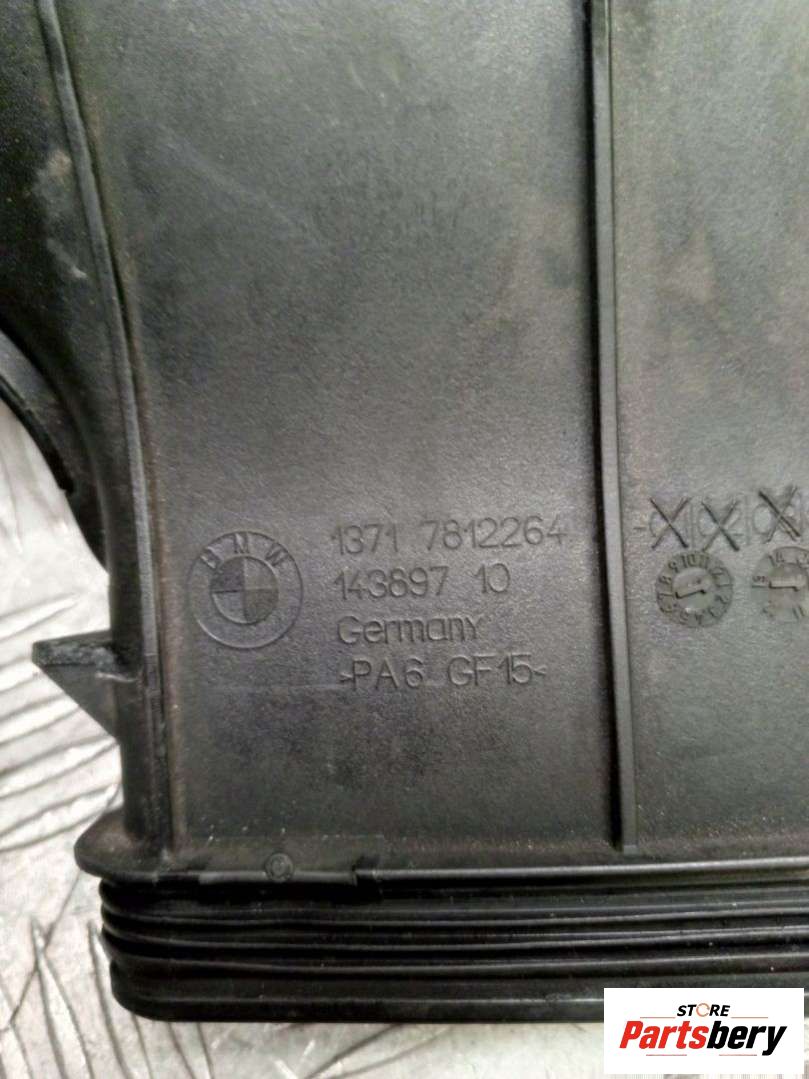 BMW
1371 7812264
143897 10
Germany
>PA6 GF15<
STORE
Partsbery